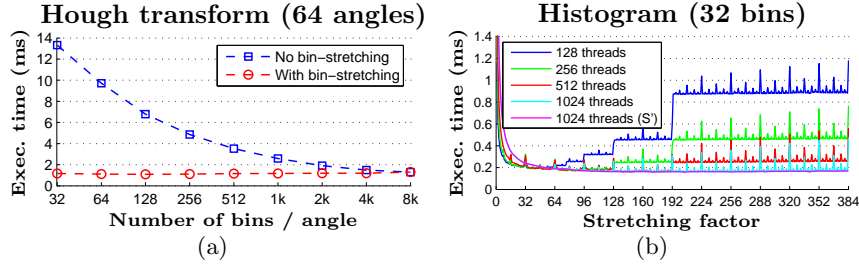 Hough transform (64 angles)
Exec. time (ms)
14
12
10
8
6
4
2
0
No bin−stretching
With bin−stretching
32 64 128 256 512 1k 2k 4k 8k
Number of bins / angle
(a)
Histogram (32 bins)
Exec. time (ms)
1.4
1.2
1
0.8
0.6
0.4
0.2
0
128 threads
256 threads
512 threads
1024 threads
1024 threads (S')
0 32 64 96 128 160 192 224 256 288 320 352 384
Stretching factor
(b)